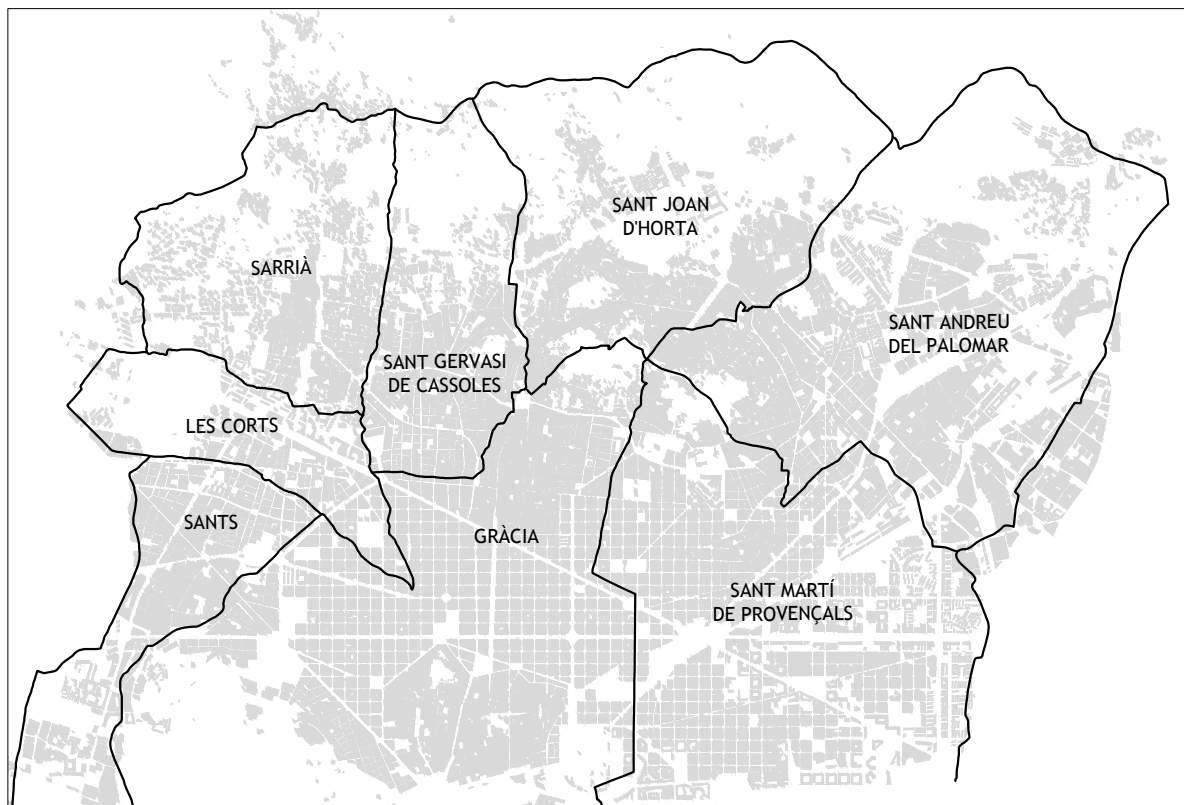 SANT JOAN
D'HORTA
SARRIÀ
SANT ANDREU
DEL PALOMAR
SANT GERVASI
DE CASSOLES
LES CORTS
SANTS
GRÀCIA
SANT MARTÍ
DE PROVENÇALS